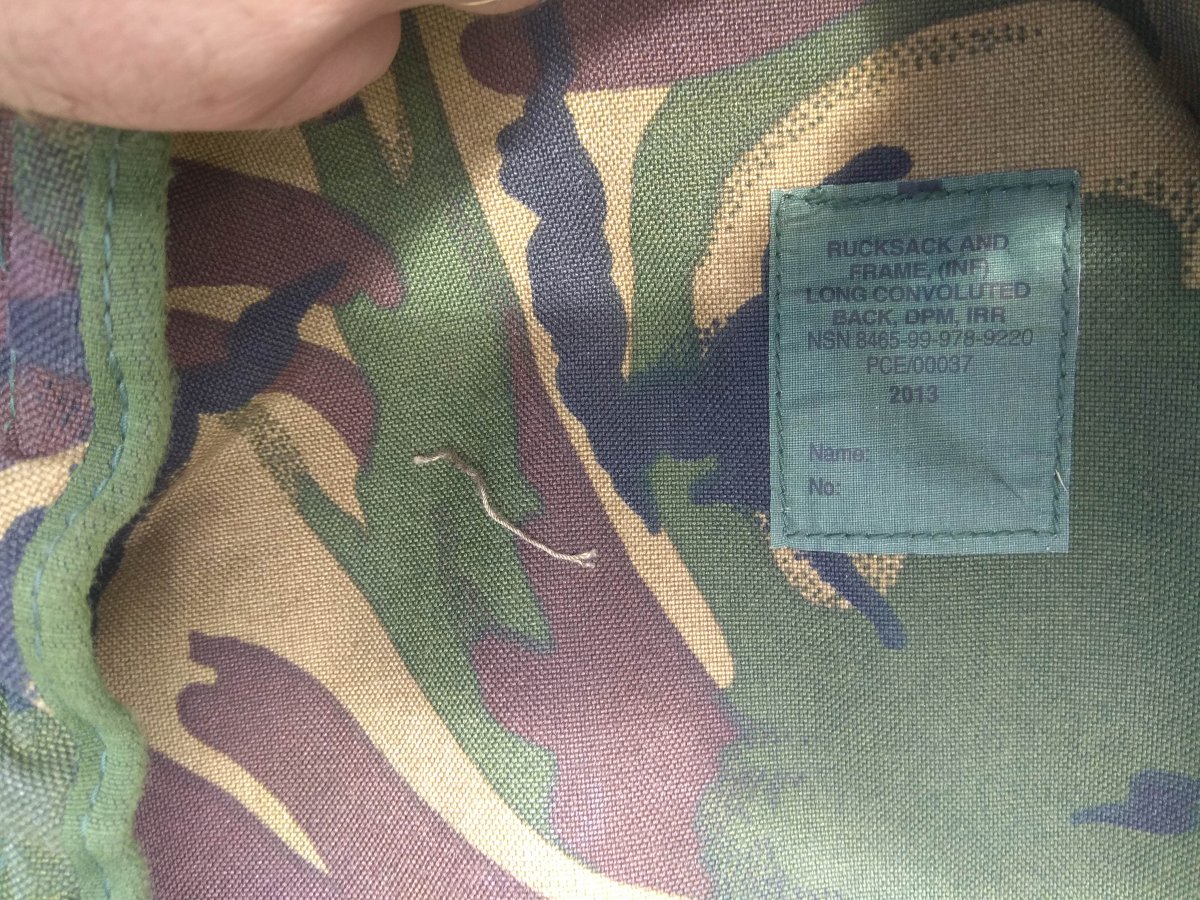 RUCKSACK AND
FRAME, (INF)
LONG CONVOLUTED
BACK, DPM, IRR
NSN 8465-99-978-9220
PCE/00037
2013
Name:
No: